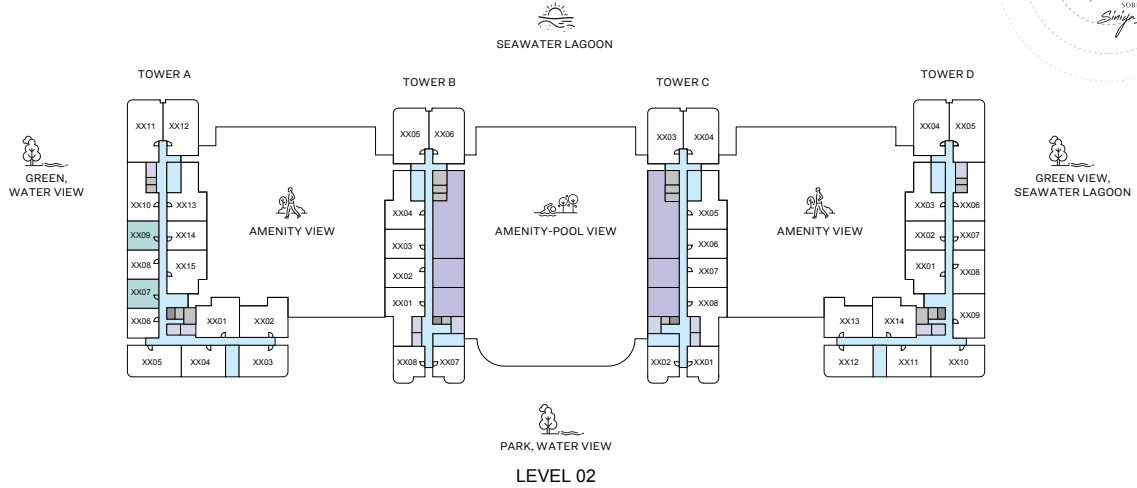 SOB
Siniya
SEAWATER LAGOON
TOWER A
TOWER B
TOWER C
TOWER D
XX11 XX12
XX05 XX06
XX03 XX04
XX04 XX05
GREEN,
WATER VIEW
GREEN VIEW,
SEAWATER LAGOON
XX10 XX13
XX04
XX05
XX03 XX06
AMENITY VIEW
AMENITY-POOL VIEW
AMENITY VIEW
XX09 XX14
XX03
XX06
XX02 XX07
XX08 XX15
XX02
XX07
XX01 XX08
XX07
XX01
XX08
XX06 XX01 XX02
XX13 XX14 XX09
XX05 XX04 XX03
XX08 XX07
XX02 XX01
XX12 XX11 XX10
PARK, WATER VIEW
LEVEL 02